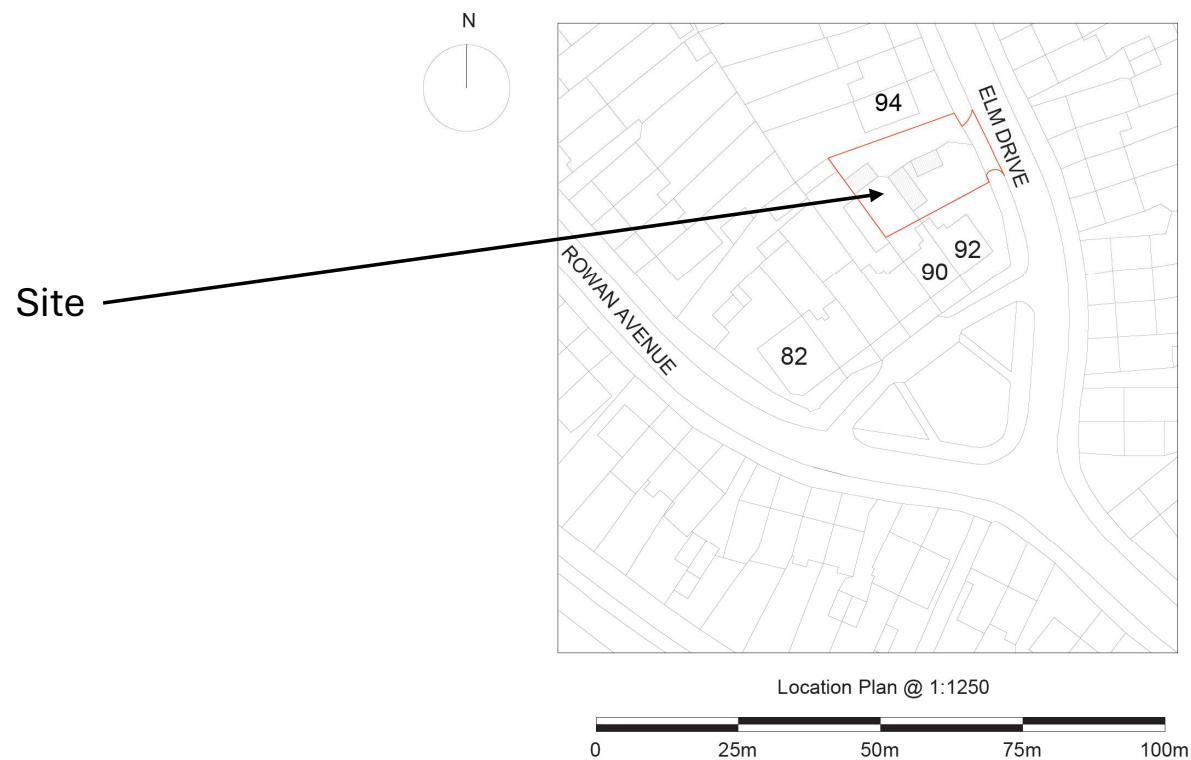 N
94
ELM DRIVE
92
90
ROWAN AVENUE
Site
82
Location Plan @ 1:1250
0 25m 50m 75m 100m